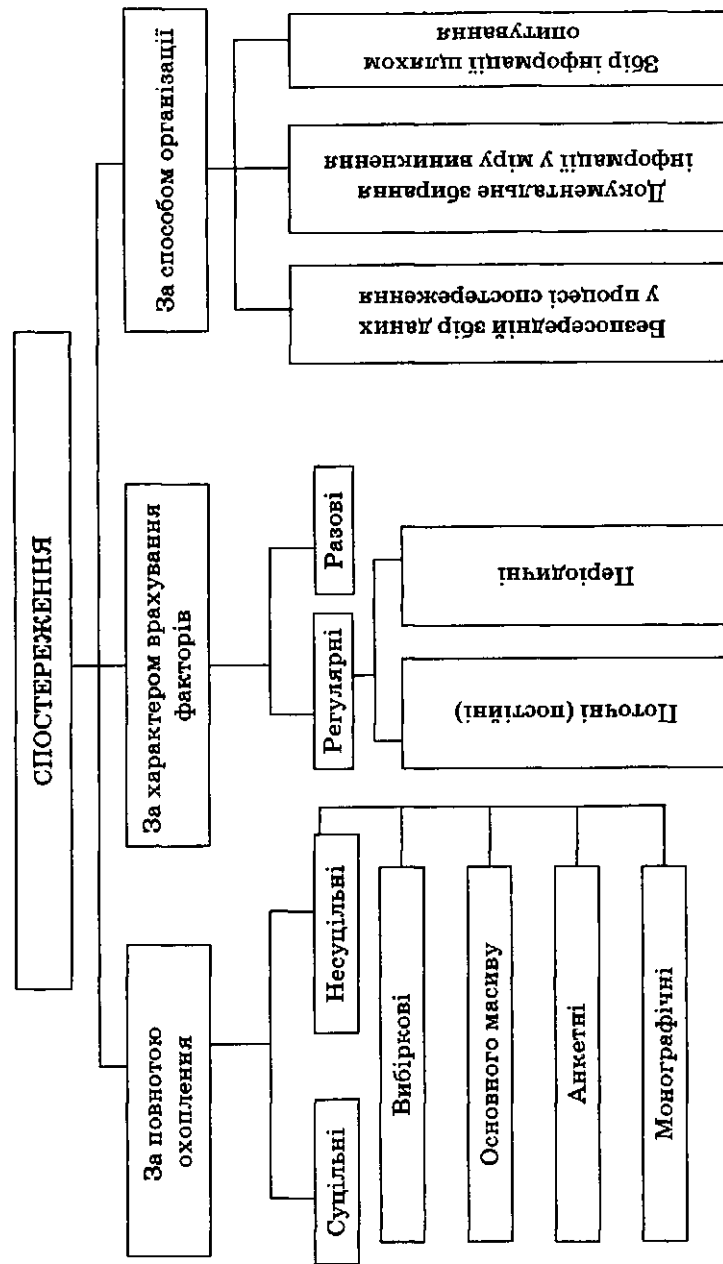 СПОСТЕРЕЖЕННЯ
За повнотою
охоплення
Суцільні
Несуцільні
Вибіркові
Основного масиву
Анкетні
Монографічні
За характером врахування
факторів
Регулярні
Разові
Поточні (постійні)
Періодичні
За способом організації
Безпосередній збір даних
у процесі спостереження
Документальне збирання
інформації у міру виникнення
Збір інформації шляхом
опитування